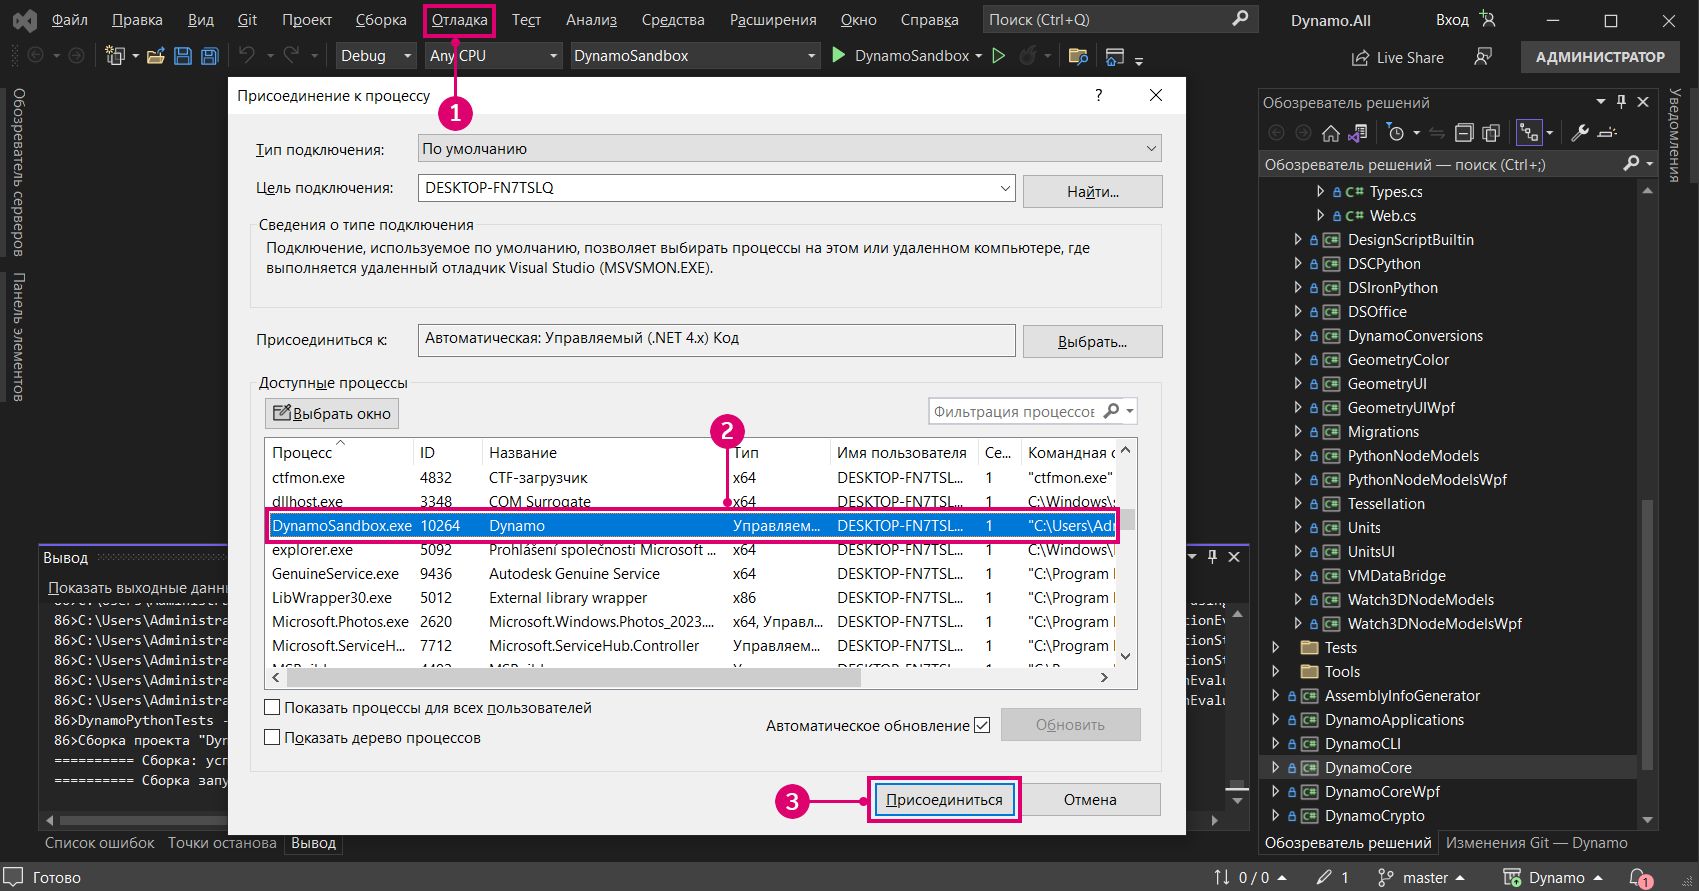 Файл Правка Вид Git Проект Сборка Отладка Тест Анализ Средства Расширения Окно Справка Поиск (Ctrl+Q) Dynamo.All Вход
Debug Any CPU DynamoSandbox DynamoSandbox Live Share АДМИНИСТРАТОР
Обозреватель серверов
Панель элементов
Присоединение к процессу ?
1
Тип подключения: По умолчанию
Цель подключения: DESKTOP-FN7TSLQ Найти...
Сведения о типе подключения
Подключение, используемое по умолчанию, позволяет выбирать процессы на этом или удаленном компьютере, где
выполняется удаленный отладчик Visual Studio (MSVSMON.EXE).
Присоединиться к: Автоматическая: Управляемый (.NET 4.x) Код Выбрать...
Доступные процессы
Выбрать окно Фильтрация процессов
2
Процесс ID Название Тип Имя пользователя Се... Командная с
ctfmon.exe 4832 CTF-загрузчик x64 DESKTOP-FN7TSL... 1 "ctfmon.exe"
dllhost.exe 3348 COM Surrogate x64 DESKTOP-FN7TSL... 1 C:\Windows\s
DynamoSandbox.exe 10264 Dynamo Управляем... DESKTOP-FN7TSL... 1 "C:\Users\Adm
explorer.exe 5092 Prohlášení společnosti Microsoft ... x64 DESKTOP-FN7TSL... 1 C:\Windows\
GenuineService.exe 9436 Autodesk Genuine Service x64 DESKTOP-FN7TSL... 1 "C:\Program
LibWrapper30.exe 5012 External library wrapper x86 DESKTOP-FN7TSL... 1 "C:\Program
Microsoft.Photos.exe 2620 Microsoft.Windows.Photos_2023.... x64, Управл... DESKTOP-FN7TSL... 1 "C:\Program
Microsoft.ServiceH... 7712 Microsoft.ServiceHub.Controller Управляем... DESKTOP-FN7TSL... 1 "C:\Program
Показать процессы для всех пользователей
Показать дерево процессов
Автоматическое обновление Обновить
3 Присоединиться Отмена
Вывод
Показать выходные данн
86>C:\Users\Administra
86>C:\Users\Administra
86>C:\Users\Administra
86>C:\Users\Administra
86>C:\Users\Administra
86>DynamoPythonTests -
86>Сборка проекта "Dyn
========== Сборка: усп
========== Сборка запу
Список ошибок Точки останова Вывод
Обозреватель решений
Обозреватель решений — поиск (Ctrl+;)
C# Types.cs
C# Web.cs
DesignScriptBuiltin
DSCPython
DSIronPython
DSOffice
DynamoConversions
GeometryColor
GeometryUI
GeometryUIWpf
Migrations
PythonNodeModels
PythonNodeModelsWpf
Tessellation
Units
UnitsUI
VMDataBridge
Watch3DNodeModels
Watch3DNodeModelsWpf
Tests
Tools
AssemblyInfoGenerator
DynamoApplications
DynamoCLI
DynamoCore
DynamoCoreWpf
DynamoCrypto
Обозреватель решений Изменения Git — Dynamo
Уведомления
Готово 0 / 0 1 master Dynamo 1